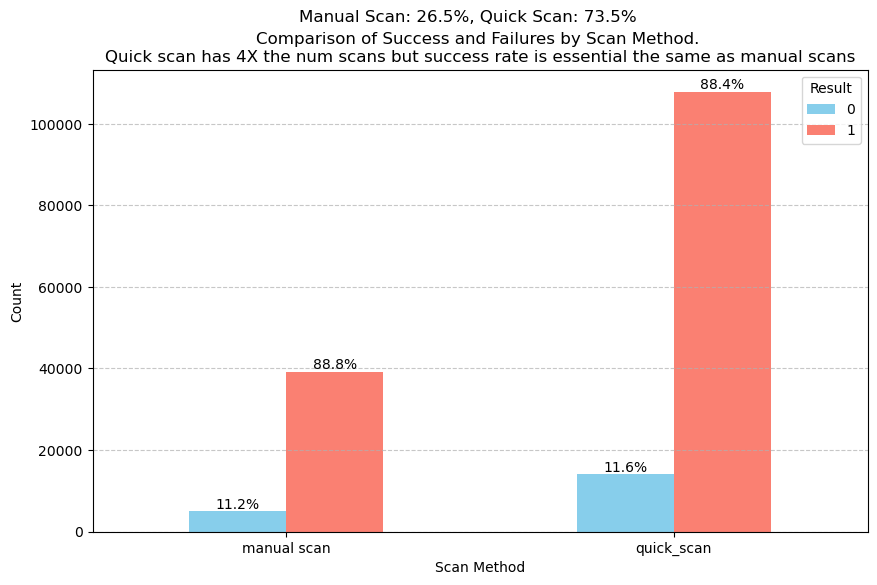 Manual Scan: 26.5%, Quick Scan: 73.5%
Comparison of Success and Failures by Scan Method.
Quick scan has 4X the num scans but success rate is essential the same as manual scans
Result
0
1
88.4%
88.8%
11.6%
11.2%
100000
80000
60000
40000
20000
0
Count
manual scan
quick_scan
Scan Method